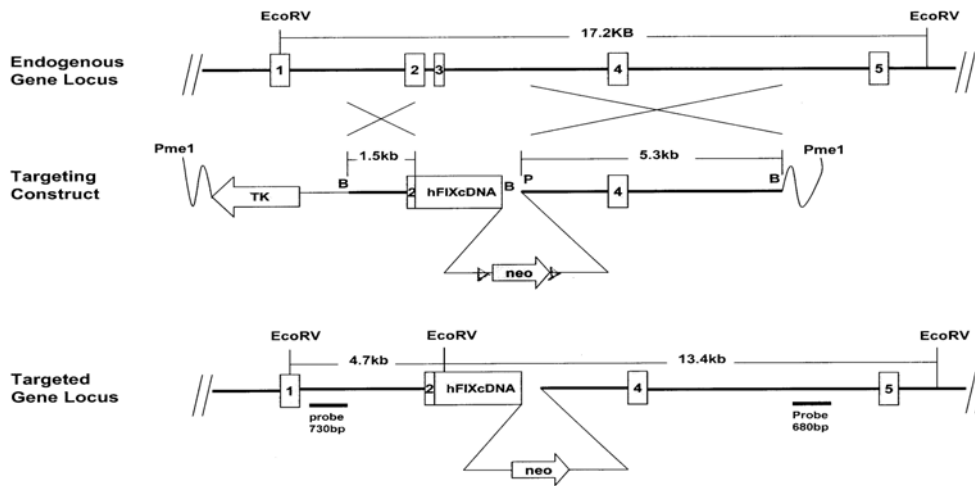 EcoRV EcoRV
17.2KB
Endogenous
Gene Locus
1 2 3 4 5
Pme1 Pme1
1.5kb 5.3kb
Targeting
Construct
B B P B
TK 2 hFIXcDNA 4
neo
EcoRV EcoRV EcoRV
4.7kb 13.4kb
Targeted
Gene Locus
1 2 hFIXcDNA 4 5
probe
730bp
Probe
680bp
neo